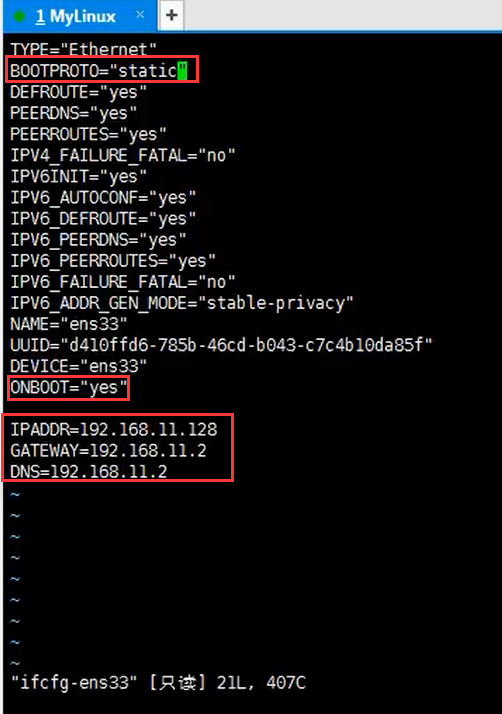 1 MyLinux × +
TYPE="Ethernet"
BOOTPROTO="static"
DEFROUTE="yes"
PEERDNS="yes"
PEERROUTES="yes"
IPV4_FAILURE_FATAL="no"
IPV6INIT="yes"
IPV6_AUTOCONF="yes"
IPV6_DEFROUTE="yes"
IPV6_PEERDNS="yes"
IPV6_PEERROUTES="yes"
IPV6_FAILURE_FATAL="no"
IPV6_ADDR_GEN_MODE="stable-privacy"
NAME="ens33"
UUID="d410ffd6-785b-46cd-b043-c7c4b10da85f"
DEVICE="ens33"
ONBOOT="yes"
IPADDR=192.168.11.128
GATEWAY=192.168.11.2
DNS=192.168.11.2
~
~
~
~
~
~
~
~
~
"ifcfg-ens33" [只读] 21L, 407C